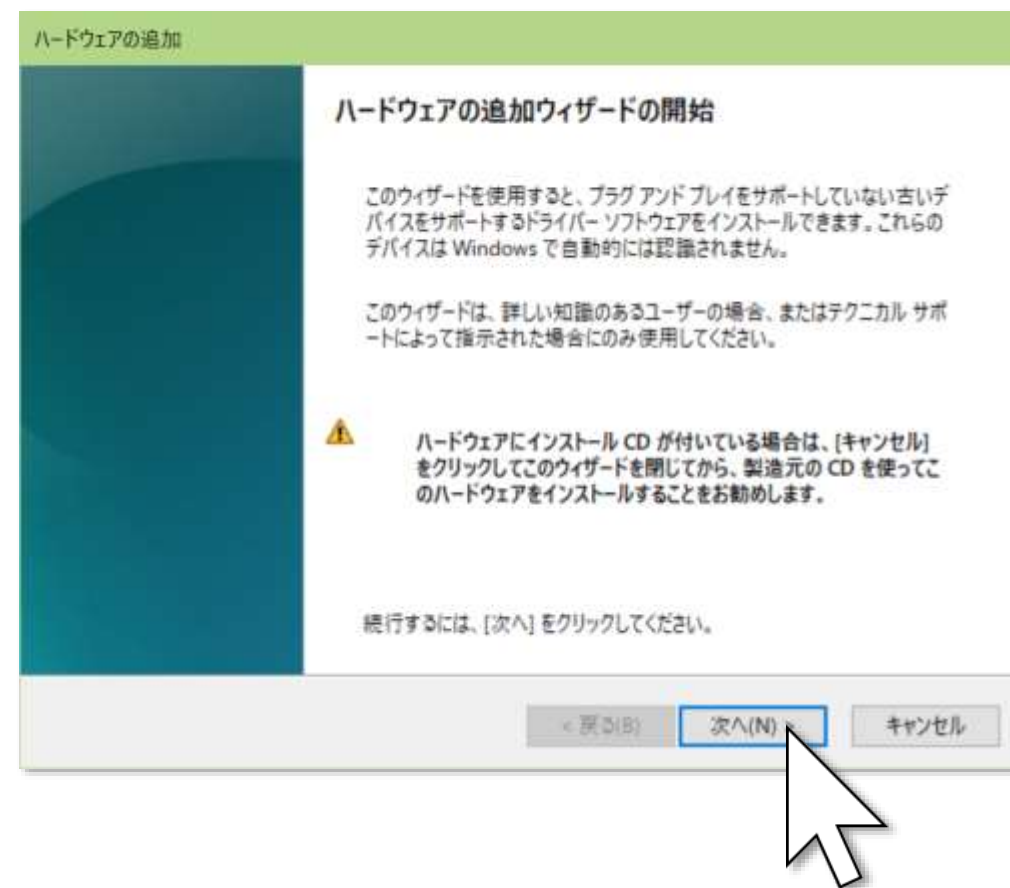 ハードウェアの追加
ハードウェアの追加ウィザードの開始
このウィザードを使用すると、プラグ アンド プレイをサポートしていない古いデ
バイスをサポートするドライバー ソフトウェアをインストールできます。これらの
デバイスは Windows で自動的には認識されません。
このウィザードは、詳しい知識のあるユーザーの場合、またはテクニカル サポ
ートによって指示された場合にのみ使用してください。
ハードウェアにインストール CD が付いている場合は、[キャンセル]
をクリックしてこのウィザードを閉じてから、製造元の CD を使ってこ
のハードウェアをインストールすることをお勧めします。
続行するには、[次へ] をクリックしてください。
< 戻る(B) 次へ(N) > キャンセル